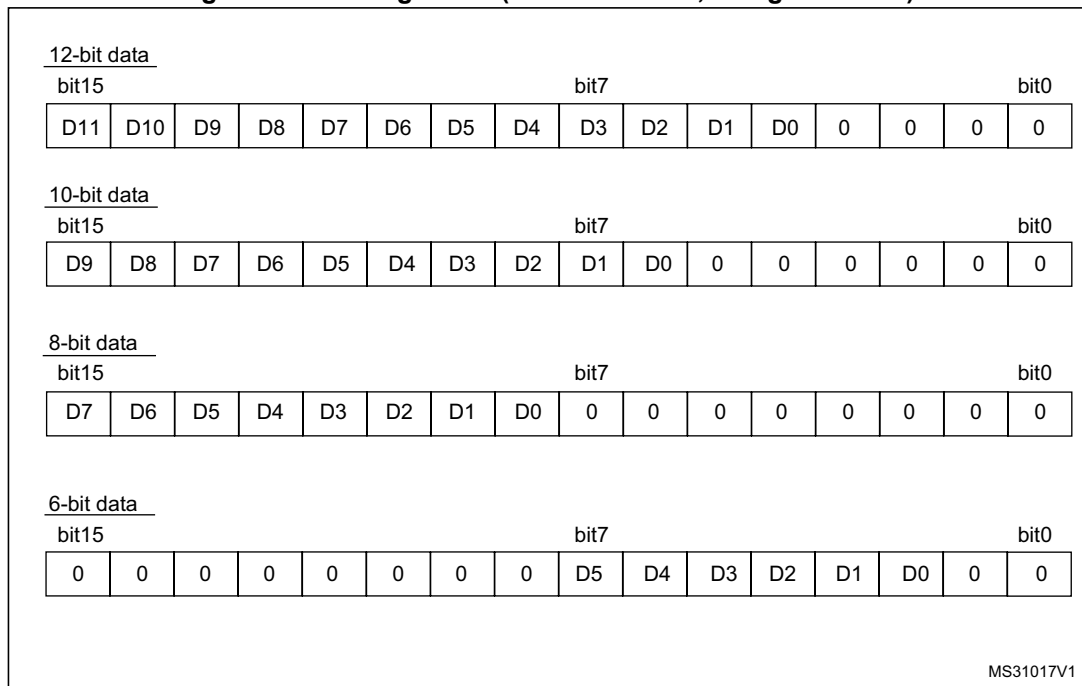 12-bit data
bit15 bit7 bit0
D11 D10 D9 D8 D7 D6 D5 D4 D3 D2 D1 D0 0 0 0 0
10-bit data
bit15 bit7 bit0
D9 D8 D7 D6 D5 D4 D3 D2 D1 D0 0 0 0 0 0 0
8-bit data
bit15 bit7 bit0
D7 D6 D5 D4 D3 D2 D1 D0 0 0 0 0 0 0 0 0
6-bit data
bit15 bit7 bit0
0 0 0 0 0 0 0 0 D5 D4 D3 D2 D1 D0 0 0
MS31017V1